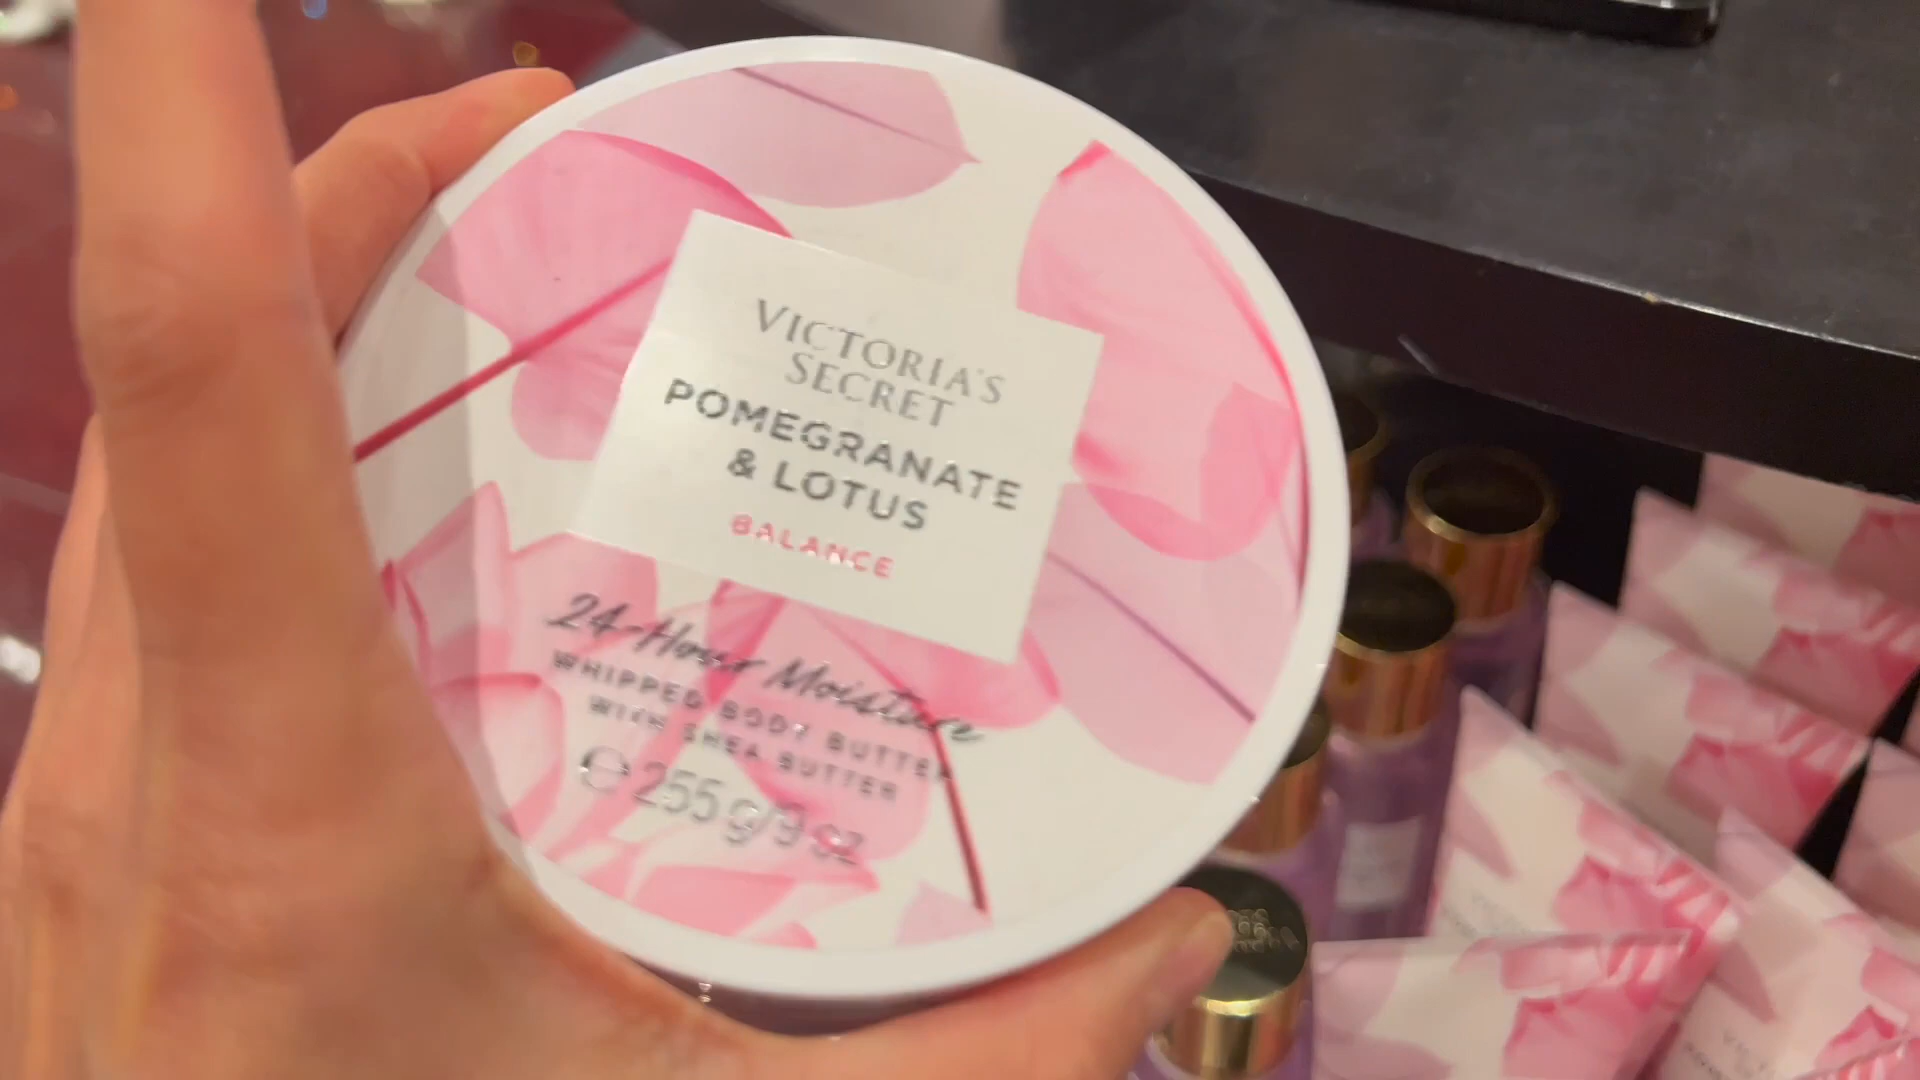 VICTORIA'S
SECRET
POMEGRANATE
& LOTUS
BALANCE
24-Hour Moisture
WHIPPED BODY BUTTER
WITH SHEA BUTTER
℮ 255 g/9 oz